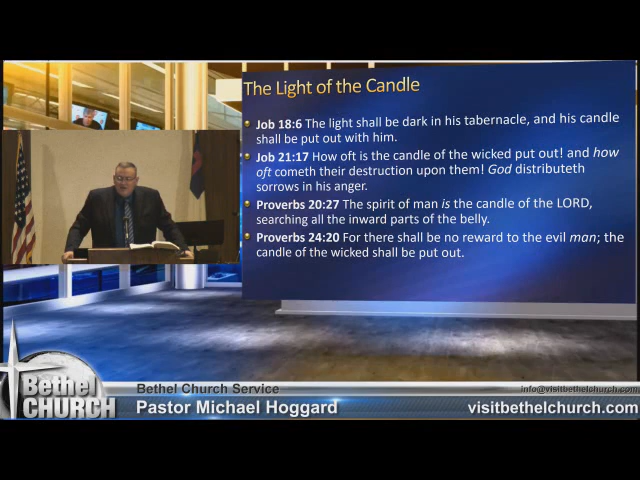 The Light of the Candle
Job 18:6 The light shall be dark in his tabernacle, and his candle
shall be put out with him.
Job 21:17 How oft is the candle of the wicked put out! and how
oft cometh their destruction upon them! God distributeth
sorrows in his anger.
Proverbs 20:27 The spirit of man is the candle of the LORD,
searching all the inward parts of the belly.
Proverbs 24:20 For there shall be no reward to the evil man; the
candle of the wicked shall be put out.
Bethel
CHURCH
Bethel Church Service
info@visitbethelchurch.com
Pastor Michael Hoggard
visitbethelchurch.com